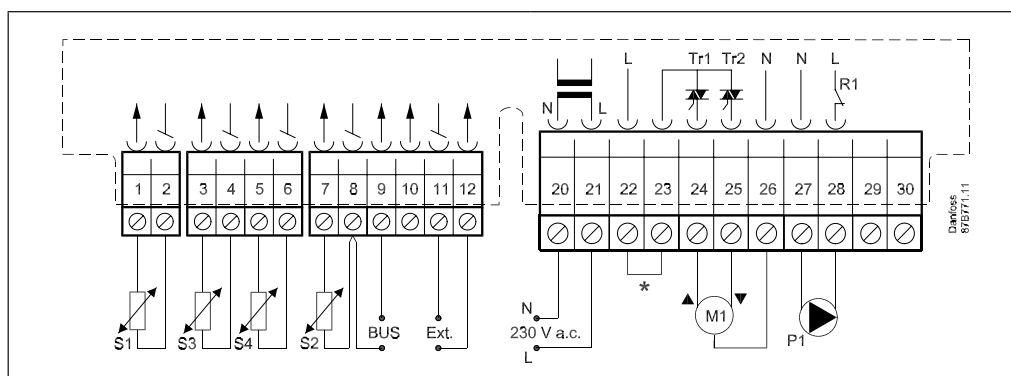 L Tr1 Tr2 N N L
R1
N L
1 2 3 4 5 6 7 8 9 10 11 12
20 21 22 23 24 25 26 27 28 29 30
Danfoss
87B771.11
*
N
M1
BUS Ext. 230 V a.c.
P1
S1 S3 S4 S2
L